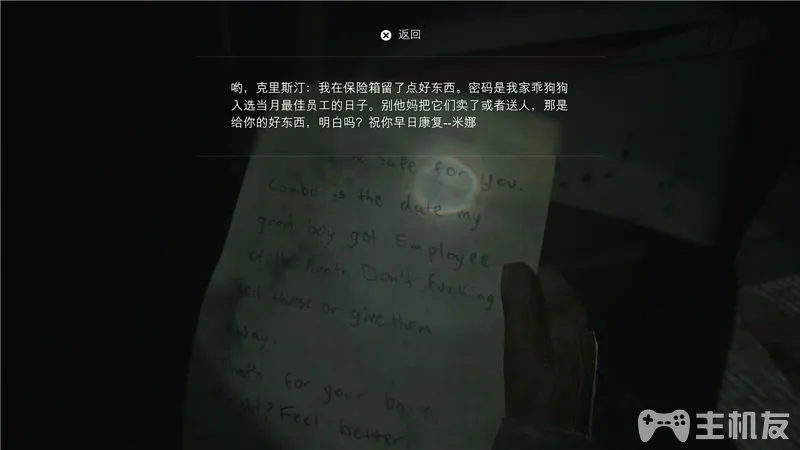 返回
哟，克里斯汀：我在保险箱留了点好东西。密码是我家乖狗狗
入选当月最佳员工的日子。别他妈把它们卖了或者送人，那是
给你的好东西，明白吗？祝你早日康复--米娜
safe for you.
Combo is the date my
good boy got Employee
of the Month Don't fucking
sell those or give them
away.
That's for your
Feel better
主机友